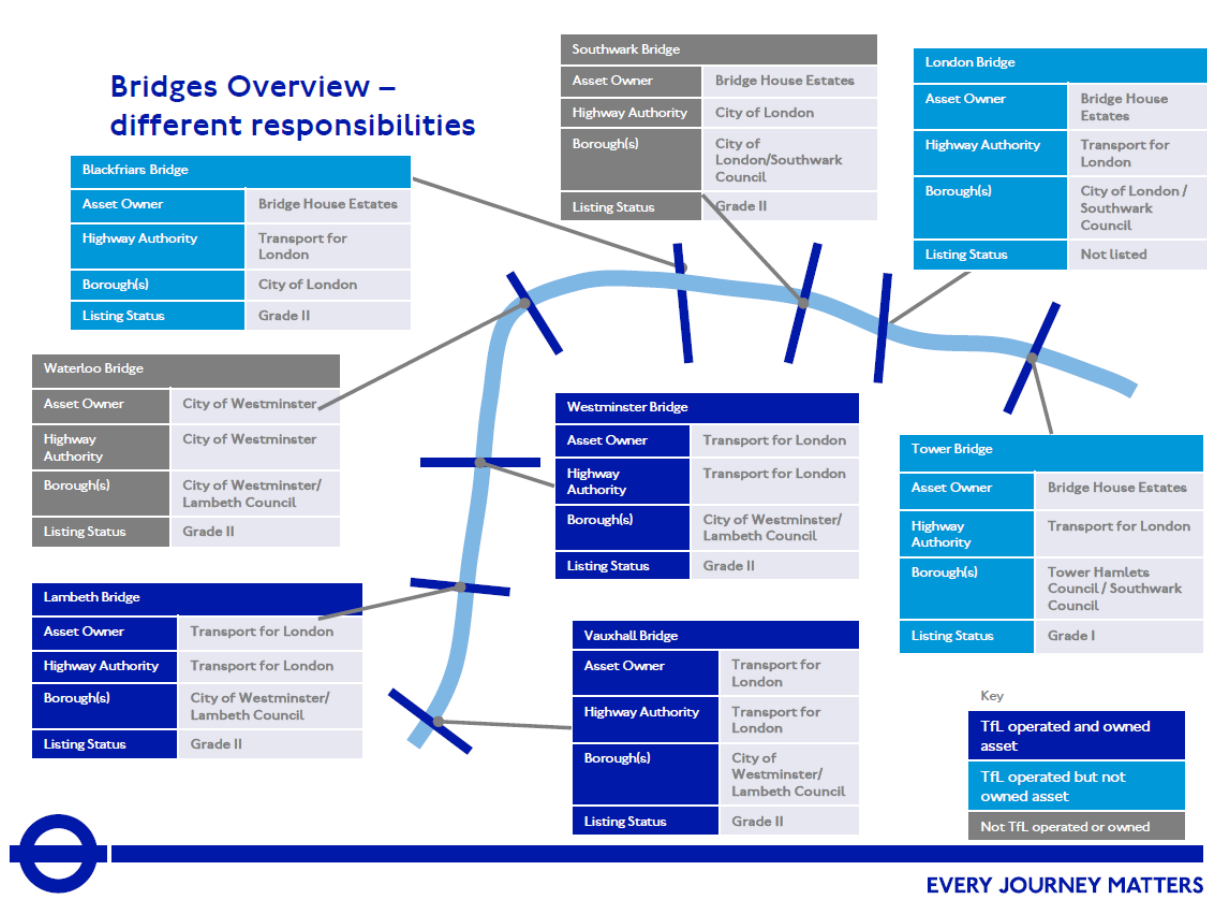 Bridges Overview –
different responsibilities
Southwark Bridge
Asset Owner
Bridge House Estates
Highway Authority
City of London
Borough(s)
City of
London/Southwark
Council
Listing Status
Grade II
London Bridge
Asset Owner
Bridge House
Estates
Highway Authority
Transport for
London
Borough(s)
City of London /
Southwark
Council
Listing Status
Not listed
Blackfriars Bridge
Asset Owner
Bridge House Estates
Highway Authority
Transport for
London
Borough(s)
City of London
Listing Status
Grade II
Waterloo Bridge
Asset Owner
City of Westminster
Highway
Authority
City of Westminster
Borough(s)
City of Westminster/
Lambeth Council
Listing Status
Grade II
Westminster Bridge
Asset Owner
Transport for London
Highway
Authority
Transport for London
Borough(s)
City of Westminster/
Lambeth Council
Listing Status
Grade II
Tower Bridge
Asset Owner
Bridge House Estates
Highway
Authority
Transport for London
Borough(s)
Tower Hamlets
Council / Southwark
Council
Listing Status
Grade I
Lambeth Bridge
Asset Owner
Transport for London
Highway Authority
Transport for London
Borough(s)
City of Westminster/
Lambeth Council
Listing Status
Grade II
Vauxhall Bridge
Asset Owner
Transport for
London
Highway Authority
Transport for
London
Borough(s)
City of
Westminster/
Lambeth Council
Listing Status
Grade II
Key
TfL operated and owned
asset
TfL operated but not
owned asset
Not TfL operated or owned
EVERY JOURNEY MATTERS